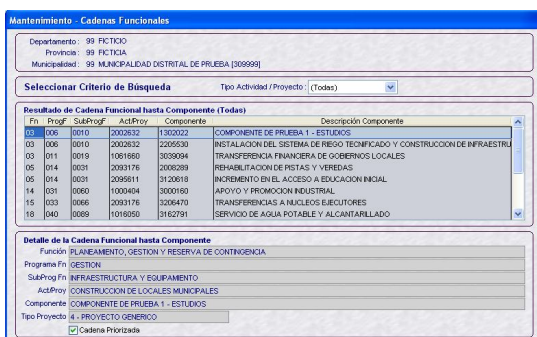 Mantenimiento - Cadenas Funcionales
Departamento : 99 FICTICIO
Provincia : 99 FICTICIA
Municipalidad : 99 MUNICIPALIDAD DISTRITAL DE PRUEBA [309999]
Seleccionar Criterio de Búsqueda Tipo Actividad / Proyecto : (Todas)
Resultado de Cadena Funcional hasta Componente (Todas)
Fn ProgF SubProgF Act/Proy Componente Descripción Componente
03 006 0010 2002632 1302022 COMPONENTE DE PRUEBA 1 - ESTUDIOS
03 006 0010 2002632 2205530 INSTALACION DEL SISTEMA DE RIEGO TECNIFICADO Y CONSTRUCCION DE INFRAESTRU
03 011 0019 1061660 3039094 TRANSFERENCIA FINANCIERA DE GOBIERNOS LOCALES
05 014 0031 2093176 2008289 REHABILITACION DE PISTAS Y VEREDAS
05 014 0031 2095611 3120618 INCREMENTO EN EL ACCESO A EDUCACION INICIAL
14 031 0060 1000404 3000160 APOYO Y PROMOCION INDUSTRIAL
15 033 0066 2093176 3206470 TRANSFERENCIAS A NUCLEOS EJECUTORES
18 040 0089 1016050 3162791 SERVICIO DE AGUA POTABLE Y ALCANTARILLADO
Detalle de la Cadena Funcional hasta Componente
Función PLANEAMIENTO, GESTION Y RESERVA DE CONTINGENCIA
Programa Fn GESTION
SubProg Fn INFRAESTRUCTURA Y EQUIPAMIENTO
Act/Proy CONSTRUCCION DE LOCALES MUNICIPALES
Componente COMPONENTE DE PRUEBA 1 - ESTUDIOS
Tipo Proyecto 4 - PROYECTO GENERICO
Cadena Priorizada